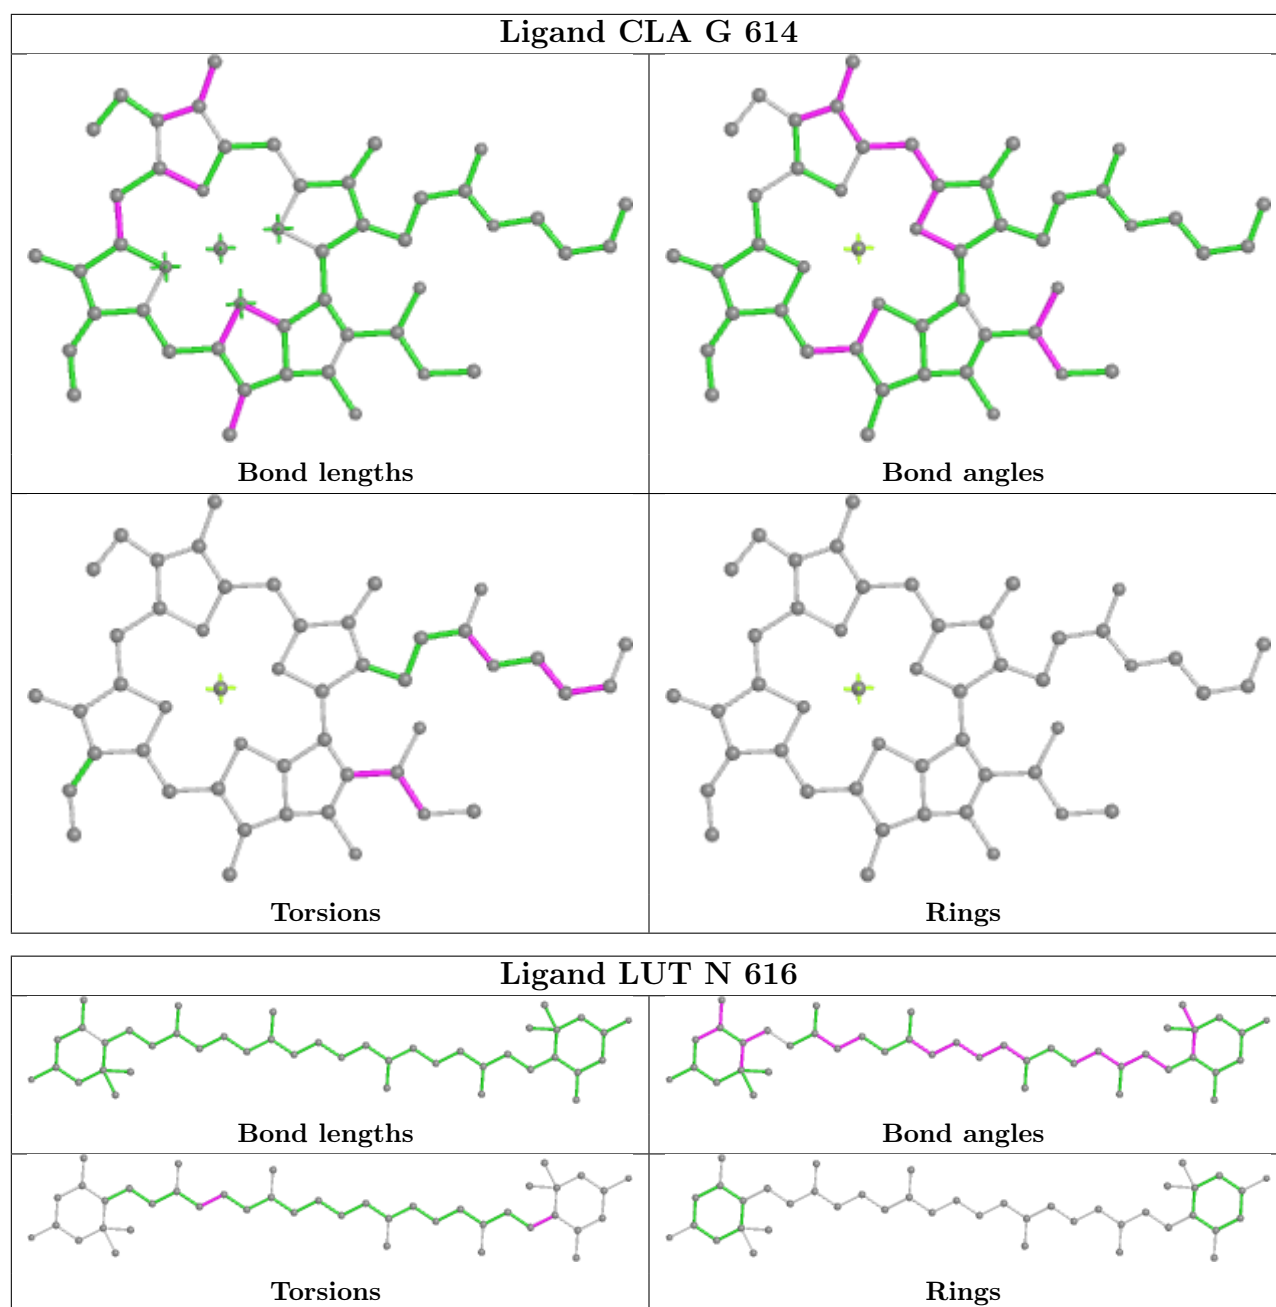 Ligand CLA G 614
Bond lengths
Bond angles
Torsions
Rings
Ligand LUT N 616
Bond lengths
Bond angles
Torsions
Rings